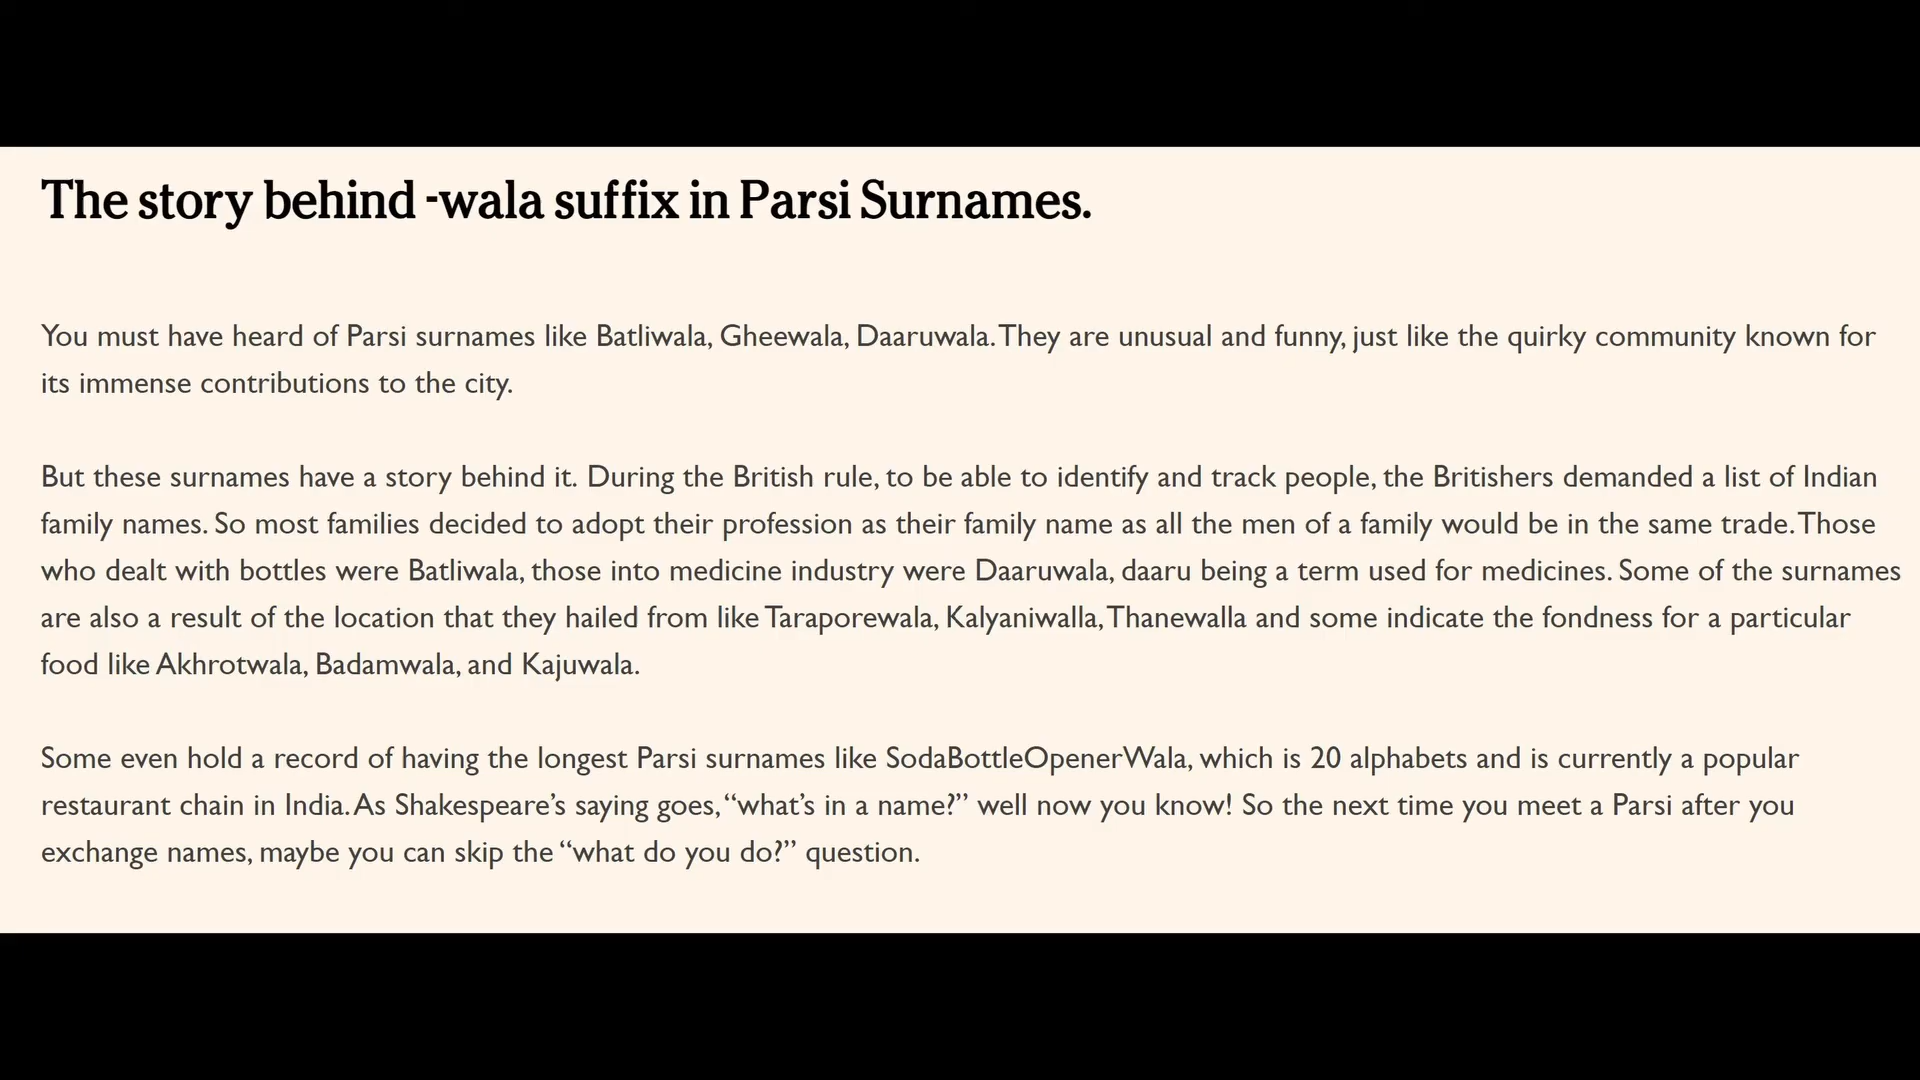 The story behind -wala suffix in Parsi Surnames.
You must have heard of Parsi surnames like Batliwala, Gheewala, Daaruwala. They are unusual and funny, just like the quirky community known for
its immense contributions to the city.
But these surnames have a story behind it. During the British rule, to be able to identify and track people, the Britishers demanded a list of Indian
family names. So most families decided to adopt their profession as their family name as all the men of a family would be in the same trade. Those
who dealt with bottles were Batliwala, those into medicine industry were Daaruwala, daaru being a term used for medicines. Some of the surnames
are also a result of the location that they hailed from like Taraporewala, Kalyaniwalla, Thanewalla and some indicate the fondness for a particular
food like Akhrotwala, Badamwala, and Kajuwala.
Some even hold a record of having the longest Parsi surnames like SodaBottleOpenerWala, which is 20 alphabets and is currently a popular
restaurant chain in India. As Shakespeare’s saying goes, “what’s in a name?” well now you know! So the next time you meet a Parsi after you
exchange names, maybe you can skip the “what do you do?” question.